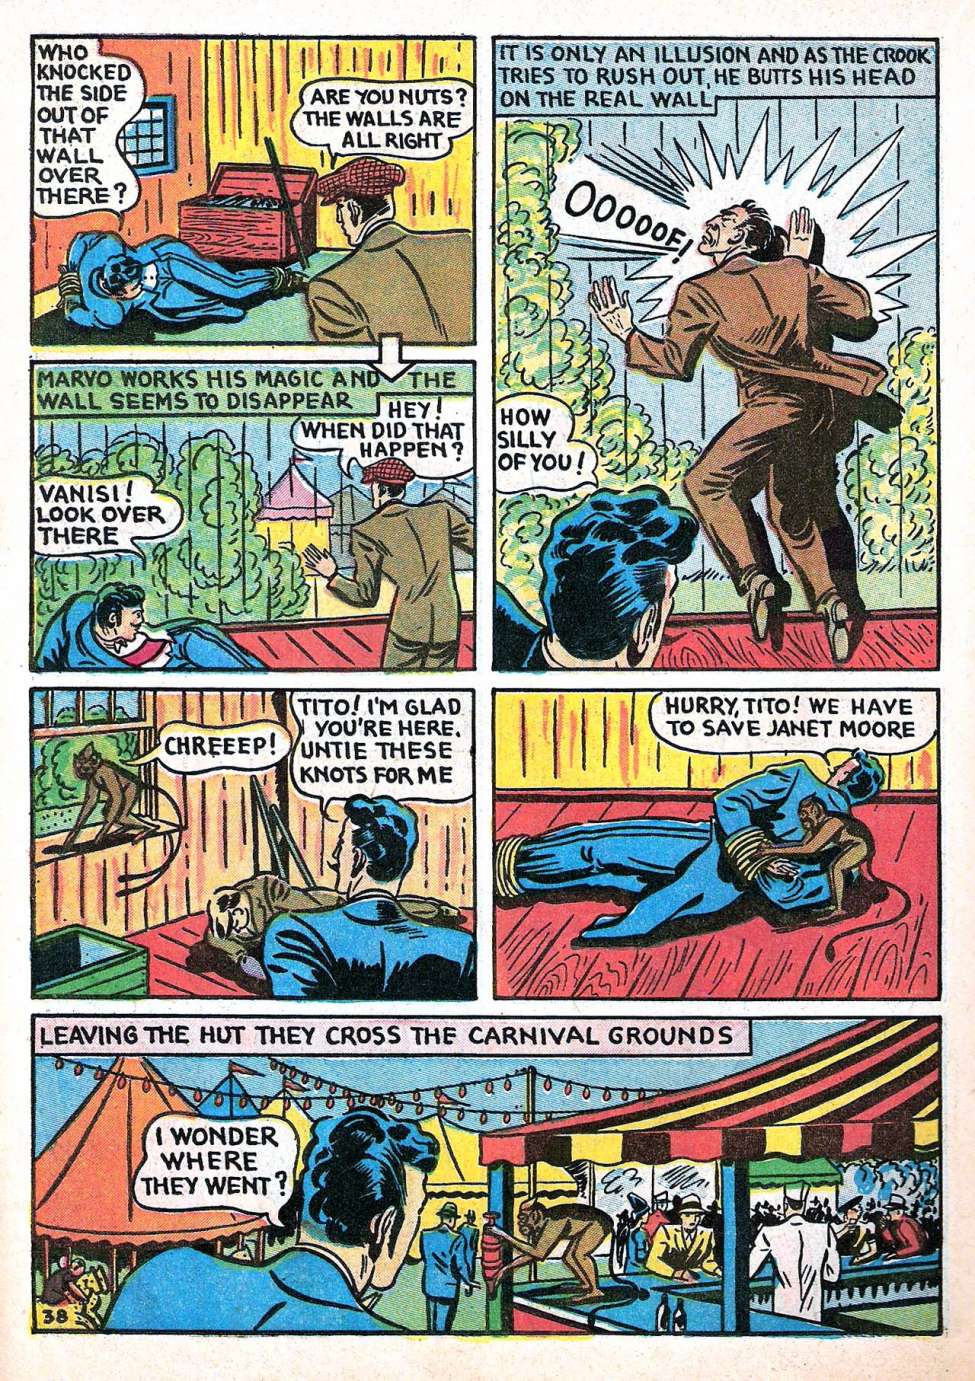 WHO
KNOCKED
THE SIDE
OUT OF
THAT
WALL
OVER
THERE?
ARE YOU NUTS?
THE WALLS ARE
ALL RIGHT
MARVO WORKS HIS MAGIC AND THE
WALL SEEMS TO DISAPPEAR
HEY!
WHEN DID THAT
HAPPEN?
VANISI!
LOOK OVER
THERE
IT IS ONLY AN ILLUSION AND AS THE CROOK
TRIES TO RUSH OUT, HE BUTTS HIS HEAD
ON THE REAL WALL
OOOOOF!
HOW
SILLY
OF YOU!
CHREEEP!
TITO! I'M GLAD
YOU'RE HERE.
UNTIE THESE
KNOTS FOR ME
HURRY, TITO! WE HAVE
TO SAVE JANET MOORE
LEAVING THE HUT THEY CROSS THE CARNIVAL GROUNDS
I WONDER
WHERE
THEY WENT?
38